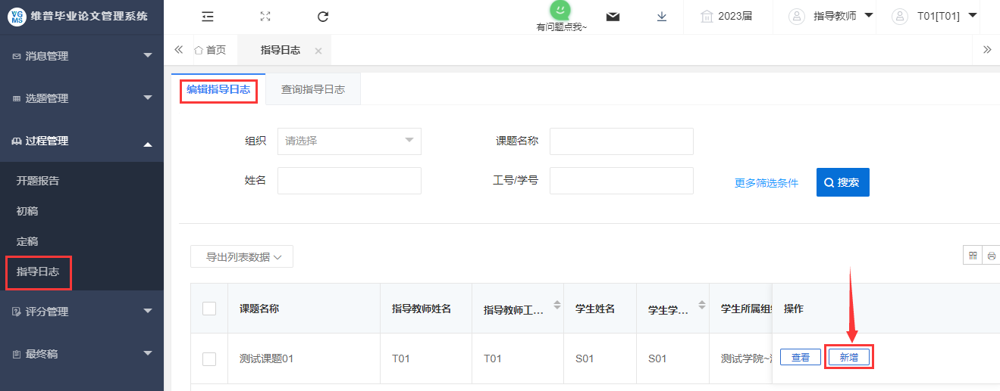 VGMS 维普毕业论文管理系统
有问题点我~
2023届
指导教师
T01[T01]
消息管理
选题管理
过程管理
开题报告
初稿
定稿
指导日志
评分管理
最终稿
首页
指导日志
编辑指导日志
查询指导日志
组织
请选择
课题名称
姓名
工号/学号
更多筛选条件
搜索
导出列表数据
课题名称 指导教师姓名 指导教师工... 学生姓名 学生学... 学生所属组 操作
测试课题01 T01 T01 S01 S01 测试学院~ 查看 新增